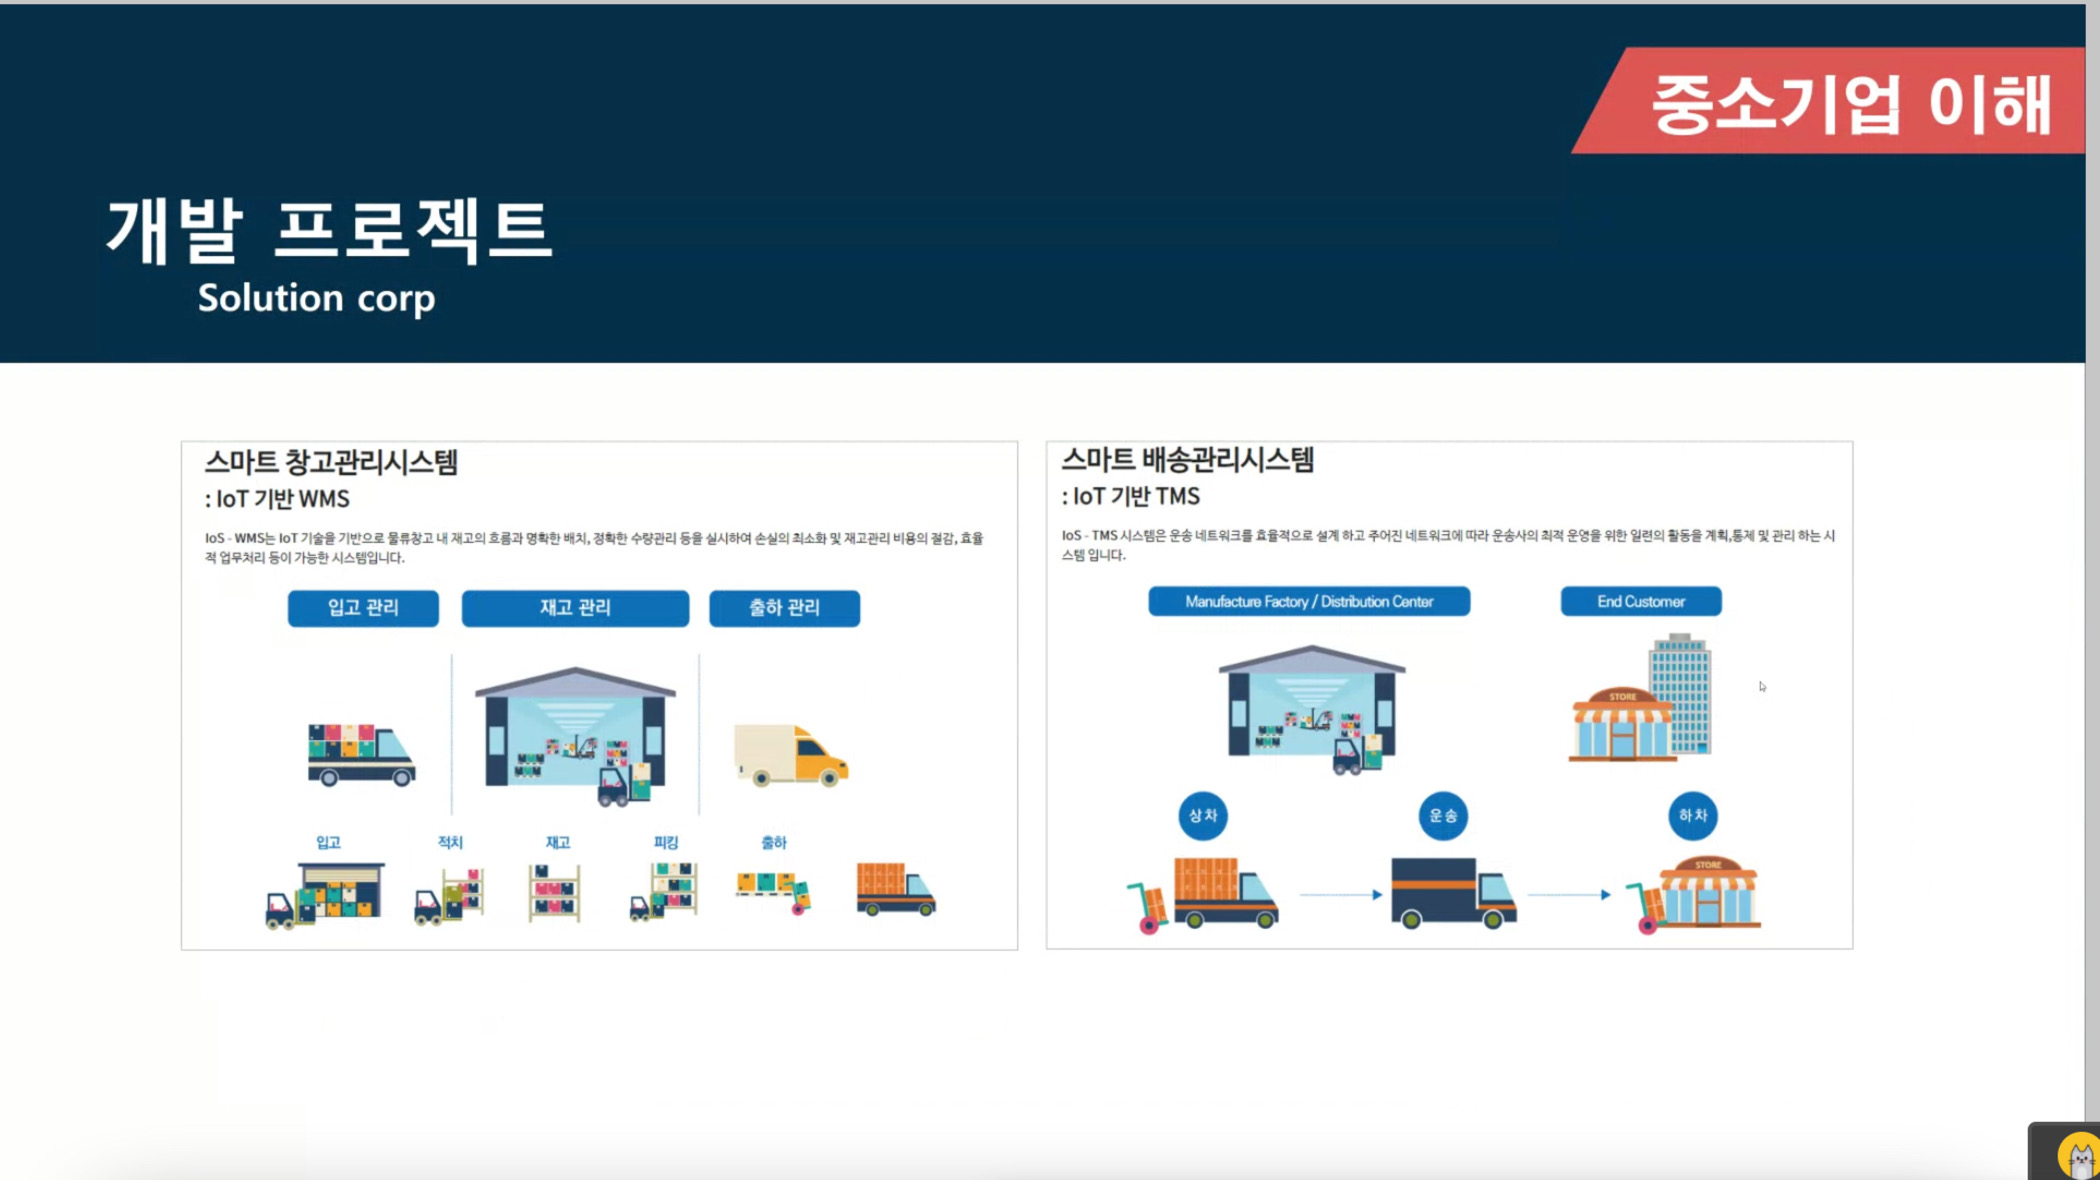 중소기업 이해
개발 프로젝트
Solution corp
스마트 창고관리시스템
: IoT 기반 WMS
IoS - WMS는 IoT 기술을 기반으로 물류창고 내 재고의 흐름과 명확한 배치, 정확한 수량관리 등을 실시하여 손실의 최소화 및 재고관리 비용의 절감, 효율
적 업무처리 등이 가능한 시스템입니다.
입고 관리
재고 관리
출하 관리
입고
적치
재고
피킹
출하
스마트 배송관리시스템
: IoT 기반 TMS
IoS - TMS 시스템은 운송 네트워크를 효율적으로 설계 하고 주어진 네트워크에 따라 운송사의 최적 운영을 위한 일련의 활동을 계획,통제 및 관리 하는 시
스템 입니다.
Manufacture Factory / Distribution Center
End Customer
STORE
상차
운송
하차
STORE